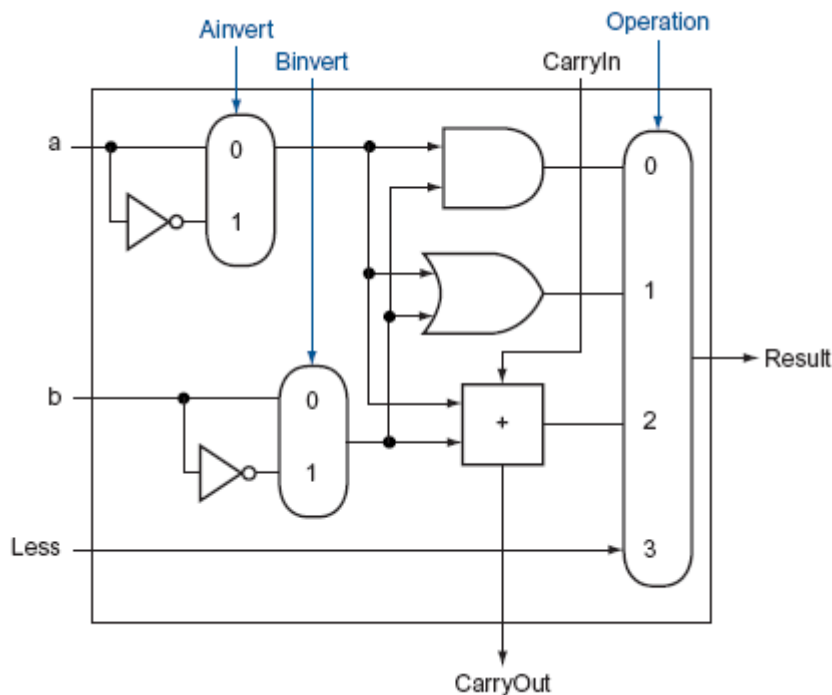 Operation
Ainvert
Binvert
CarryIn
a
0
0
1
1
b
0
2
+
1
Result
Less
3
CarryOut